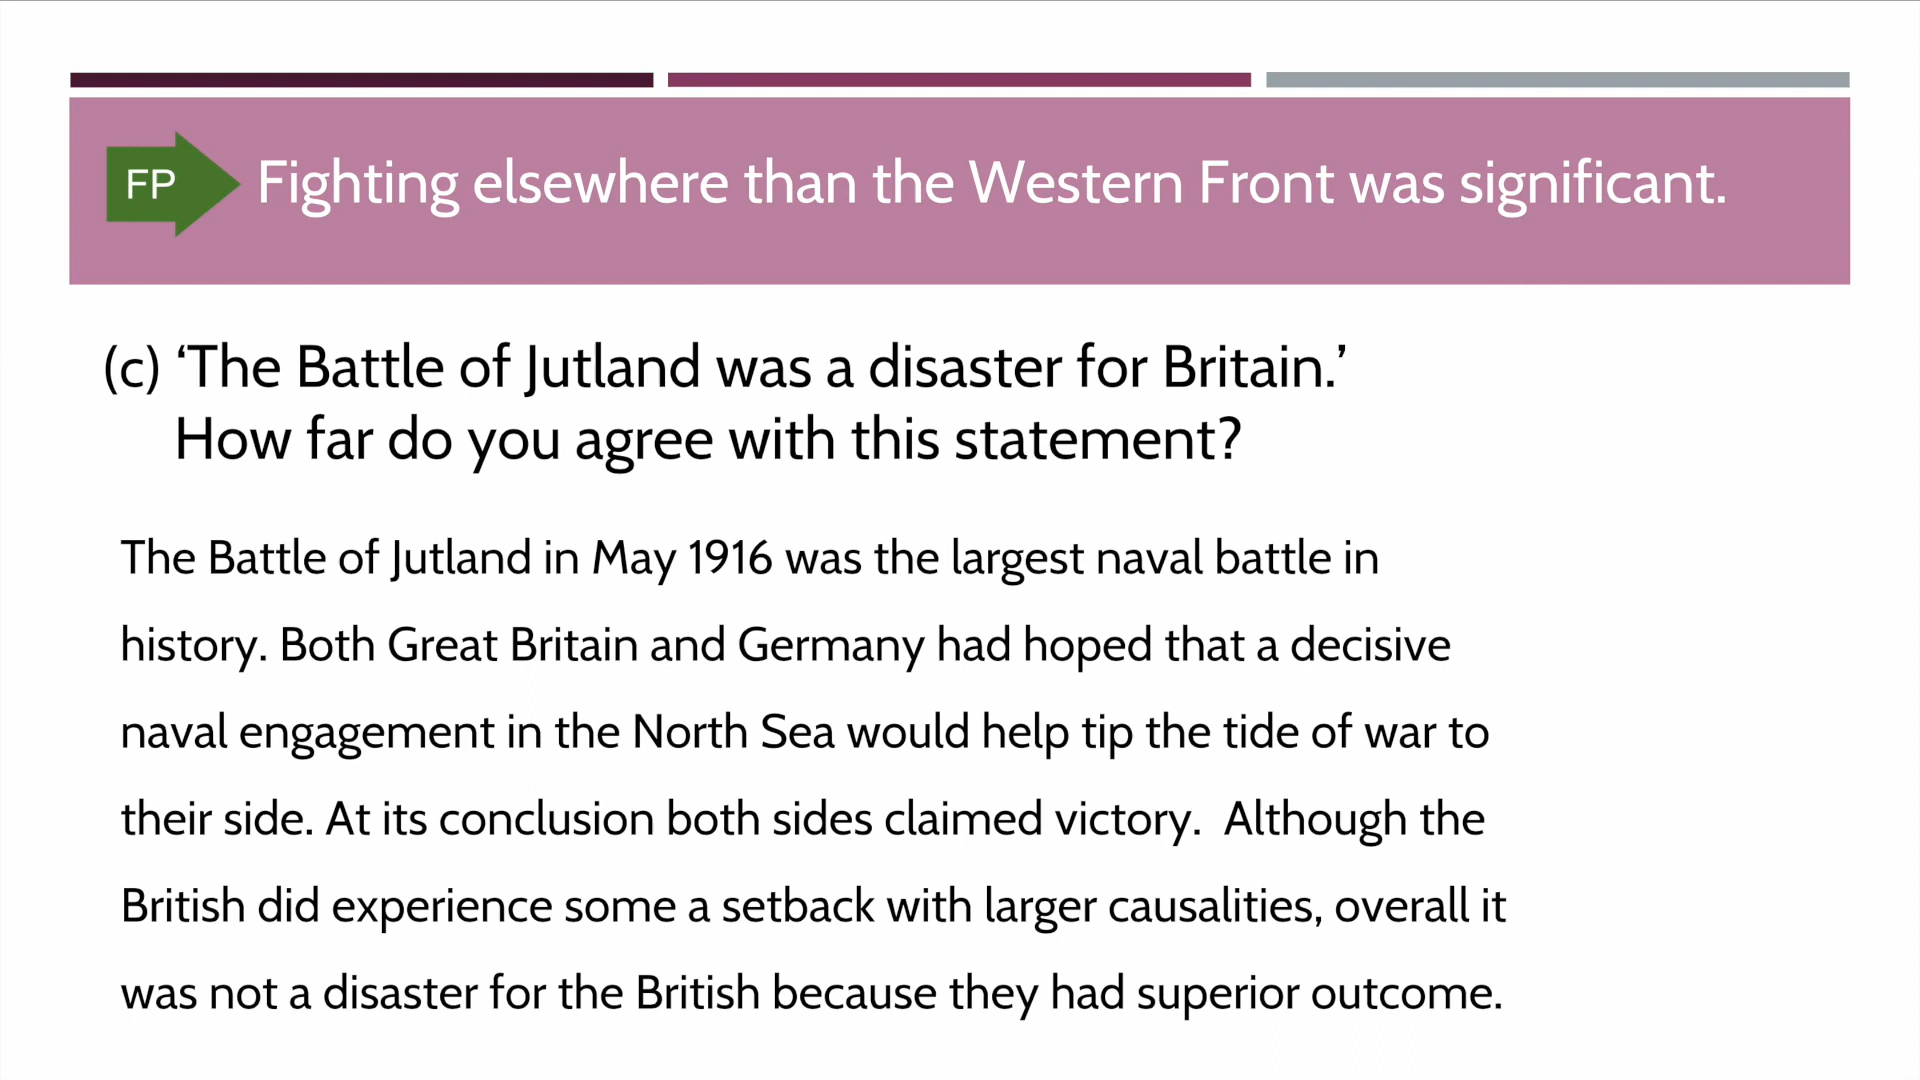 FP
Fighting elsewhere than the Western Front was significant.
(c) ‘The Battle of Jutland was a disaster for Britain.’
How far do you agree with this statement?
The Battle of Jutland in May 1916 was the largest naval battle in
history. Both Great Britain and Germany had hoped that a decisive
naval engagement in the North Sea would help tip the tide of war to
their side. At its conclusion both sides claimed victory.  Although the
British did experience some a setback with larger causalities, overall it
was not a disaster for the British because they had superior outcome.